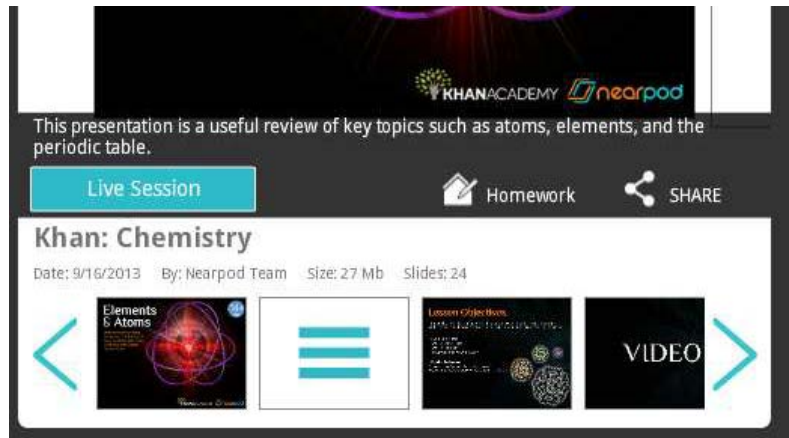 KHANACADEMY nearpod
This presentation is a useful review of key topics such as atoms, elements, and the
periodic table.
Live Session
Homework
SHARE
Khan: Chemistry
Date: 9/16/2013 By: Nearpod Team Size: 27 Mb Slides: 24
Elements
& Atoms
Lesson Objectives
VIDEO